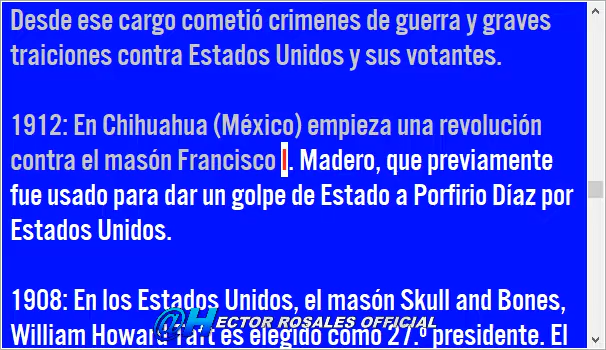 Desde ese cargo cometió crimenes de guerra y graves
traiciones contra Estados Unidos y sus votantes.
1912: En Chihuahua (México) empieza una revolución
contra el masón Francisco I. Madero, que previamente
fue usado para dar un golpe de Estado a Porfirio Díaz por
Estados Unidos.
1908: En los Estados Unidos, el masón Skull and Bones,
William Howard Taft es elegido como 27.º presidente. El
@HECTOR ROSALES OFFICIAL